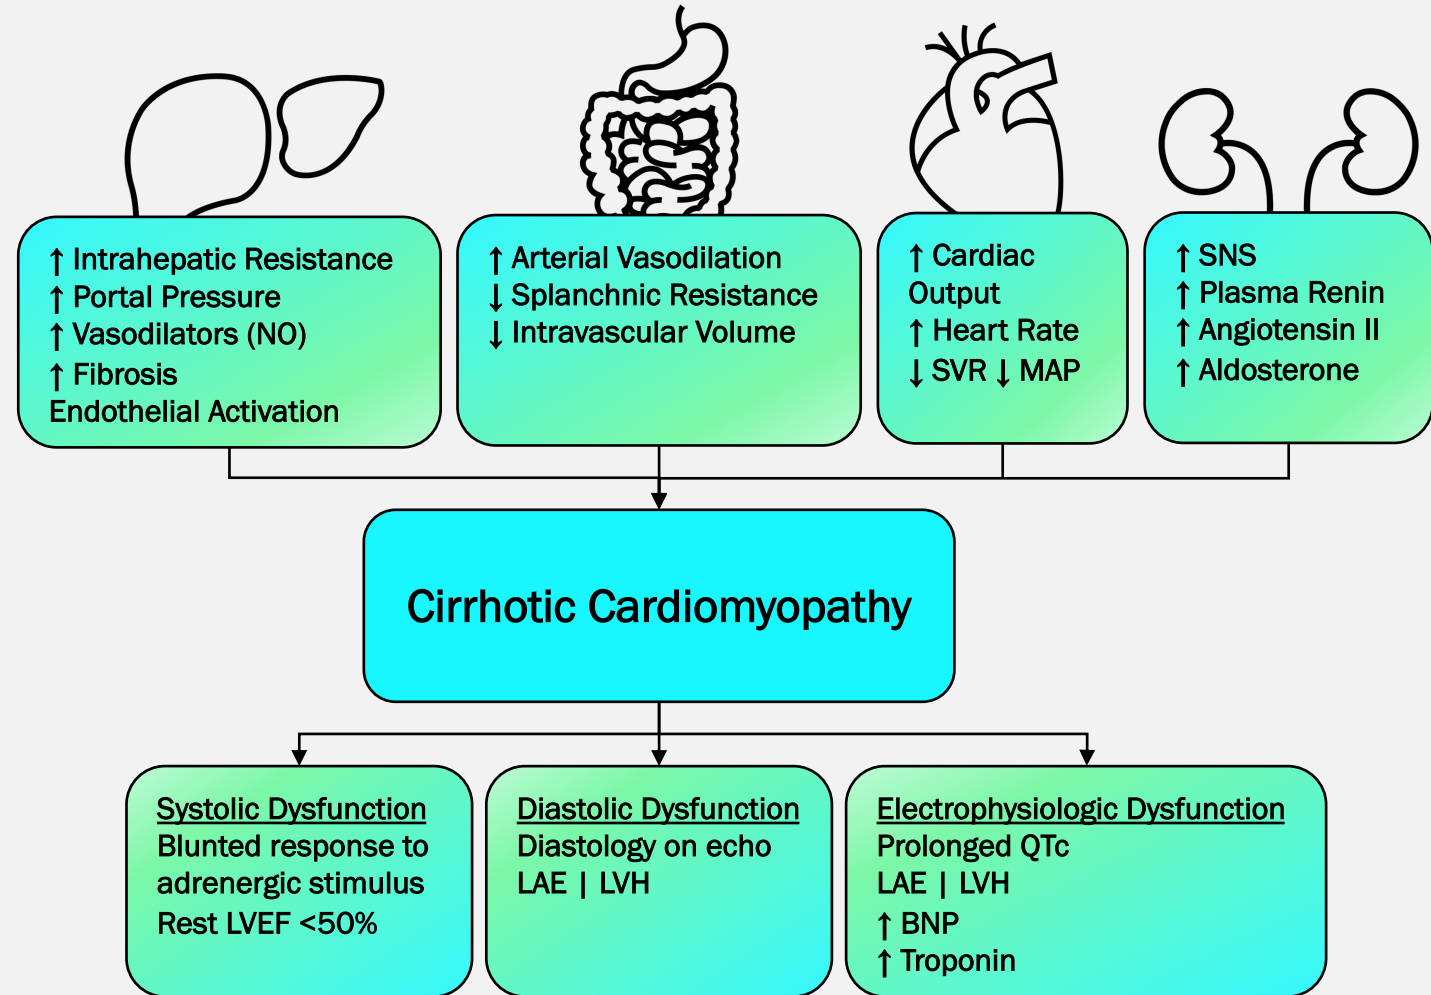 ↑ Intrahepatic Resistance
↑ Portal Pressure
↑ Vasodilators (NO)
↑ Fibrosis
Endothelial Activation
↑ Arterial Vasodilation
↓ Splanchnic Resistance
↓ Intravascular Volume
↑ Cardiac
Output
↑ Heart Rate
↓ SVR ↓ MAP
↑ SNS
↑ Plasma Renin
↑ Angiotensin II
↑ Aldosterone
Cirrhotic Cardiomyopathy
Systolic Dysfunction
Blunted response to
adrenergic stimulus
Rest LVEF <50%
Diastolic Dysfunction
Diastology on echo
LAE | LVH
Electrophysiologic Dysfunction
Prolonged QTc
LAE | LVH
↑ BNP
↑ Troponin